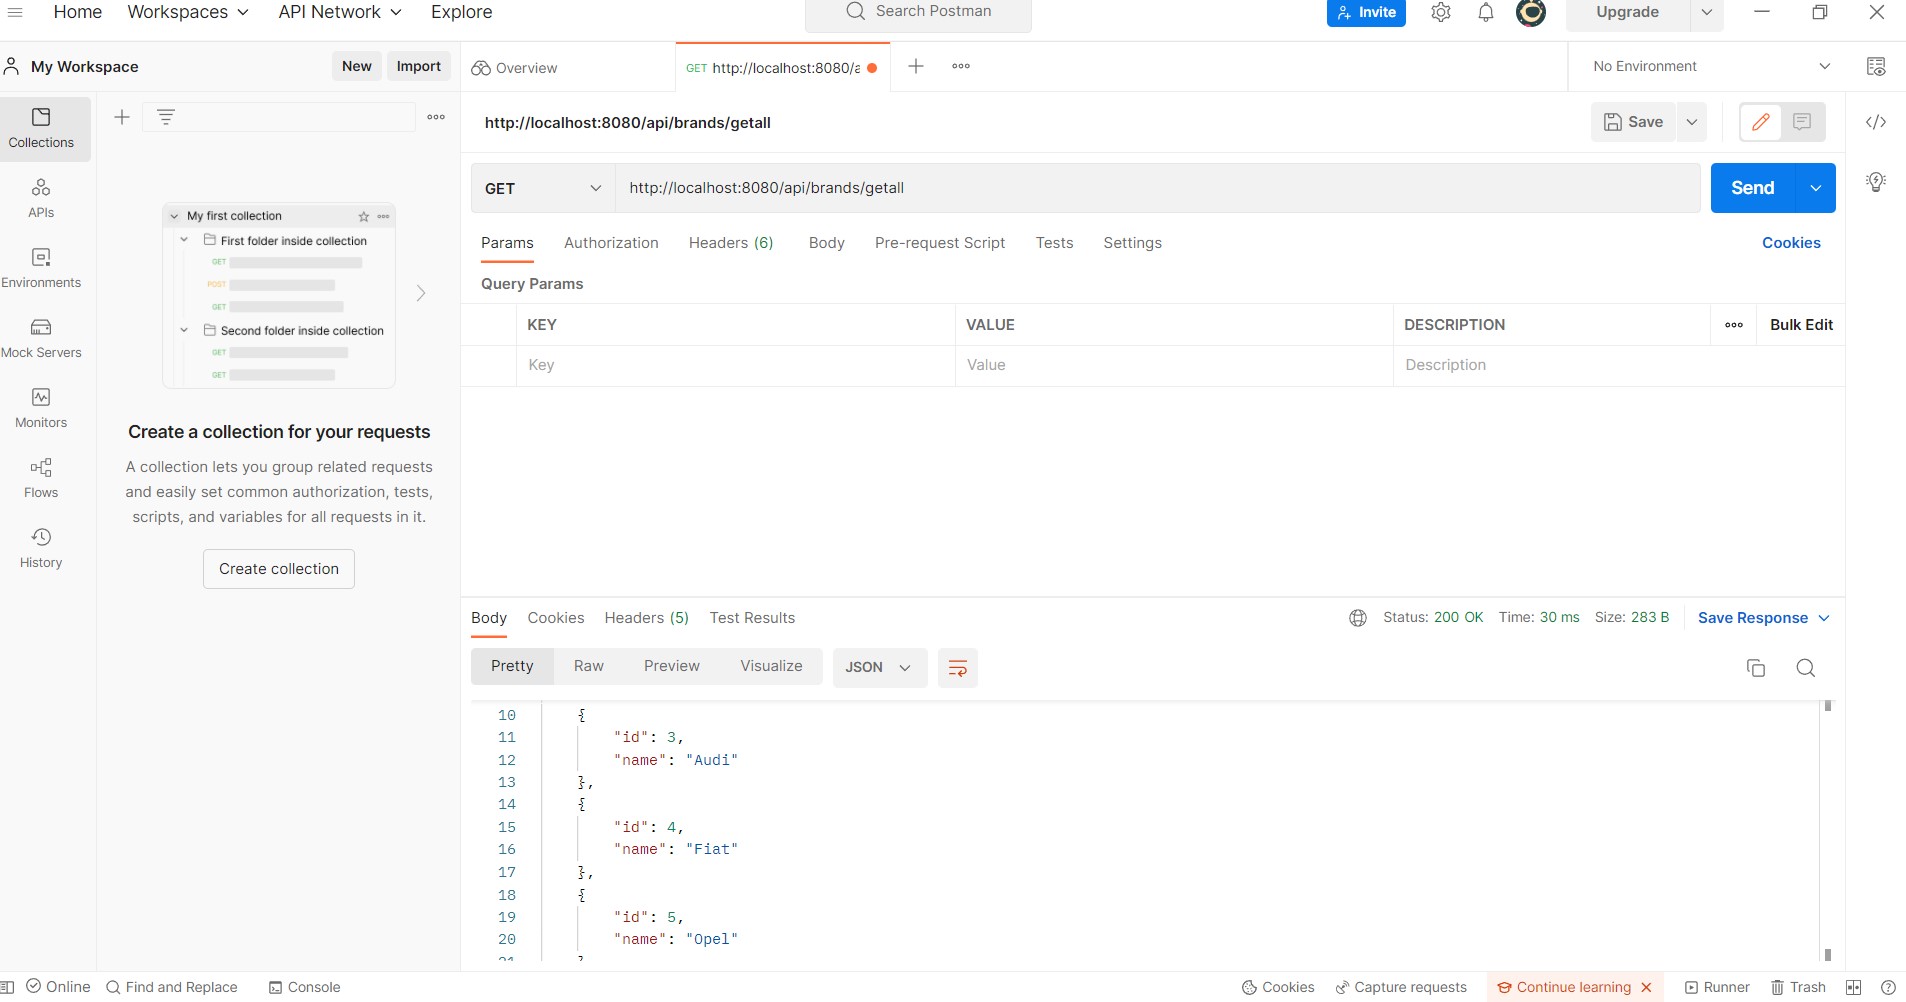 Home Workspaces API Network Explore Search Postman Invite Upgrade
My Workspace New Import Overview GET http://localhost:8080/a No Environment
Collections
APIs
Environments
Mock Servers
Monitors
Flows
History
My first collection
First folder inside collection
GET
POST
GET
Second folder inside collection
GET
GET
Create a collection for your requests
A collection lets you group related requests
and easily set common authorization, tests,
scripts, and variables for all requests in it.
Create collection
http://localhost:8080/api/brands/getall Save
GET http://localhost:8080/api/brands/getall Send
Params Authorization Headers (6) Body Pre-request Script Tests Settings Cookies
Query Params
KEY VALUE DESCRIPTION Bulk Edit
Key Value Description
Body Cookies Headers (5) Test Results Status: 200 OK Time: 30 ms Size: 283 B Save Response
Pretty Raw Preview Visualize JSON
10 {
11 "id": 3,
12 "name": "Audi"
13 },
14 {
15 "id": 4,
16 "name": "Fiat"
17 },
18 {
19 "id": 5,
20 "name": "Opel"
21 }
Online Find and Replace Console Cookies Capture requests Continue learning Runner Trash